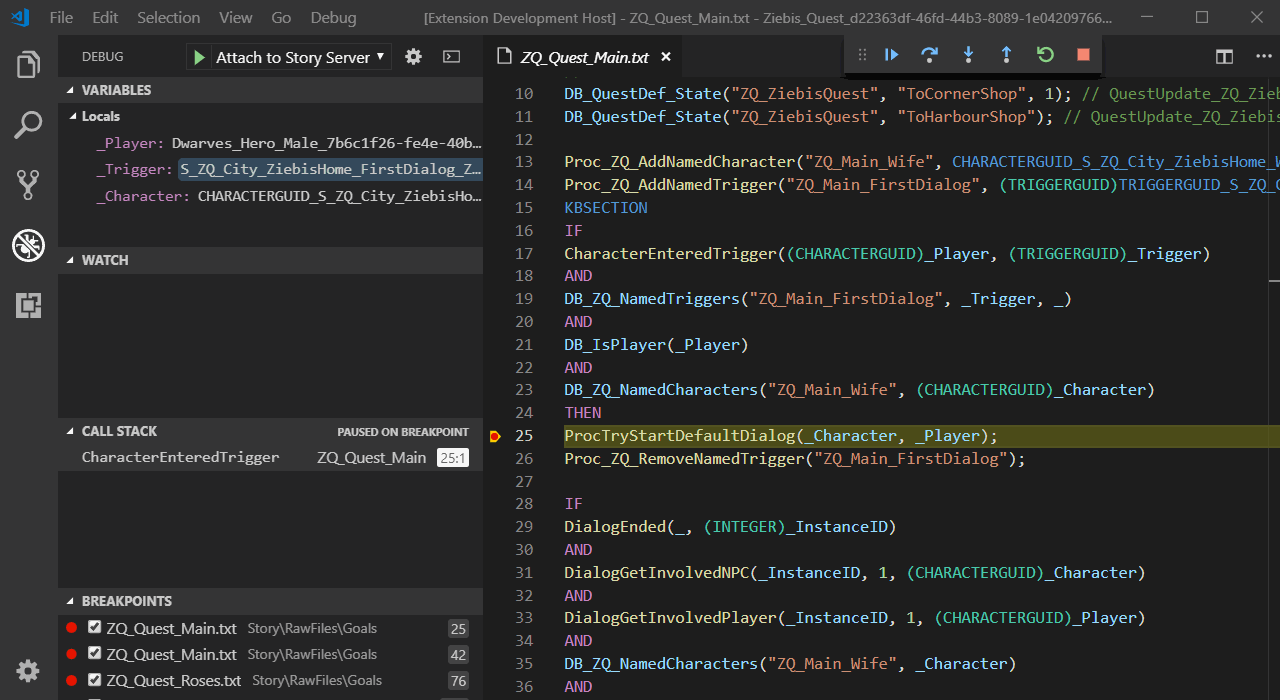 File Edit Selection View Go Debug [Extension Development Host] - ZQ_Quest_Main.txt - Ziebis_Quest_d22363df-46fd-44b3-8089-1e04209766...
DEBUG Attach to Story Server
ZQ_Quest_Main.txt
VARIABLES
Locals
_Player: Dwarves_Hero_Male_7b6c1f26-fe4e-40b...
_Trigger: S_ZQ_City_ZiebisHome_FirstDialog_Z...
_Character: CHARACTERGUID_S_ZQ_City_ZiebisHo...
WATCH
CALL STACK PAUSED ON BREAKPOINT
CharacterEnteredTrigger ZQ_Quest_Main 25:1
BREAKPOINTS
ZQ_Quest_Main.txt Story\RawFiles\Goals 25
ZQ_Quest_Main.txt Story\RawFiles\Goals 42
ZQ_Quest_Roses.txt Story\RawFiles\Goals 76
10 DB_QuestDef_State("ZQ_ZiebisQuest", "ToCornerShop", 1); // QuestUpdate_ZQ_Zieb
11 DB_QuestDef_State("ZQ_ZiebisQuest", "ToHarbourShop"); // QuestUpdate_ZQ_Ziebis
12
13 Proc_ZQ_AddNamedCharacter("ZQ_Main_Wife", CHARACTERGUID_S_ZQ_City_ZiebisHome_W
14 Proc_ZQ_AddNamedTrigger("ZQ_Main_FirstDialog", (TRIGGERGUID)TRIGGERGUID_S_ZQ_C
15 KBSECTION
16 IF
17 CharacterEnteredTrigger((CHARACTERGUID)_Player, (TRIGGERGUID)_Trigger)
18 AND
19 DB_ZQ_NamedTriggers("ZQ_Main_FirstDialog", _Trigger, _)
20 AND
21 DB_IsPlayer(_Player)
22 AND
23 DB_ZQ_NamedCharacters("ZQ_Main_Wife", (CHARACTERGUID)_Character)
24 THEN
25 ProcTryStartDefaultDialog(_Character, _Player);
26 Proc_ZQ_RemoveNamedTrigger("ZQ_Main_FirstDialog");
27
28 IF
29 DialogEnded(_, (INTEGER)_InstanceID)
30 AND
31 DialogGetInvolvedNPC(_InstanceID, 1, (CHARACTERGUID)_Character)
32 AND
33 DialogGetInvolvedPlayer(_InstanceID, 1, (CHARACTERGUID)_Player)
34 AND
35 DB_ZQ_NamedCharacters("ZQ_Main_Wife", _Character)
36 AND